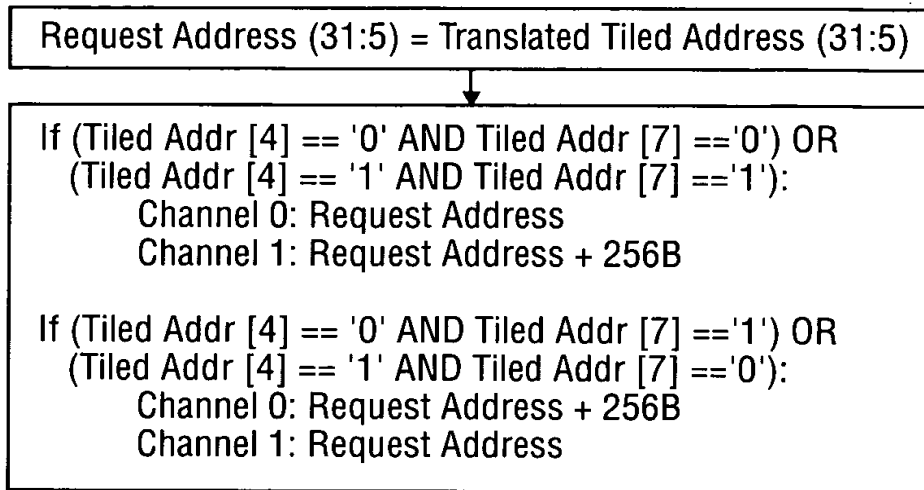 Request Address (31:5) = Translated Tiled Address (31:5)
If (Tiled Addr [4] == '0' AND Tiled Addr [7] =='0') OR
(Tiled Addr [4] == '1' AND Tiled Addr [7] =='1'):
Channel 0: Request Address
Channel 1: Request Address + 256B
If (Tiled Addr [4] == '0' AND Tiled Addr [7] =='1') OR
(Tiled Addr [4] == '1' AND Tiled Addr [7] =='0'):
Channel 0: Request Address + 256B
Channel 1: Request Address